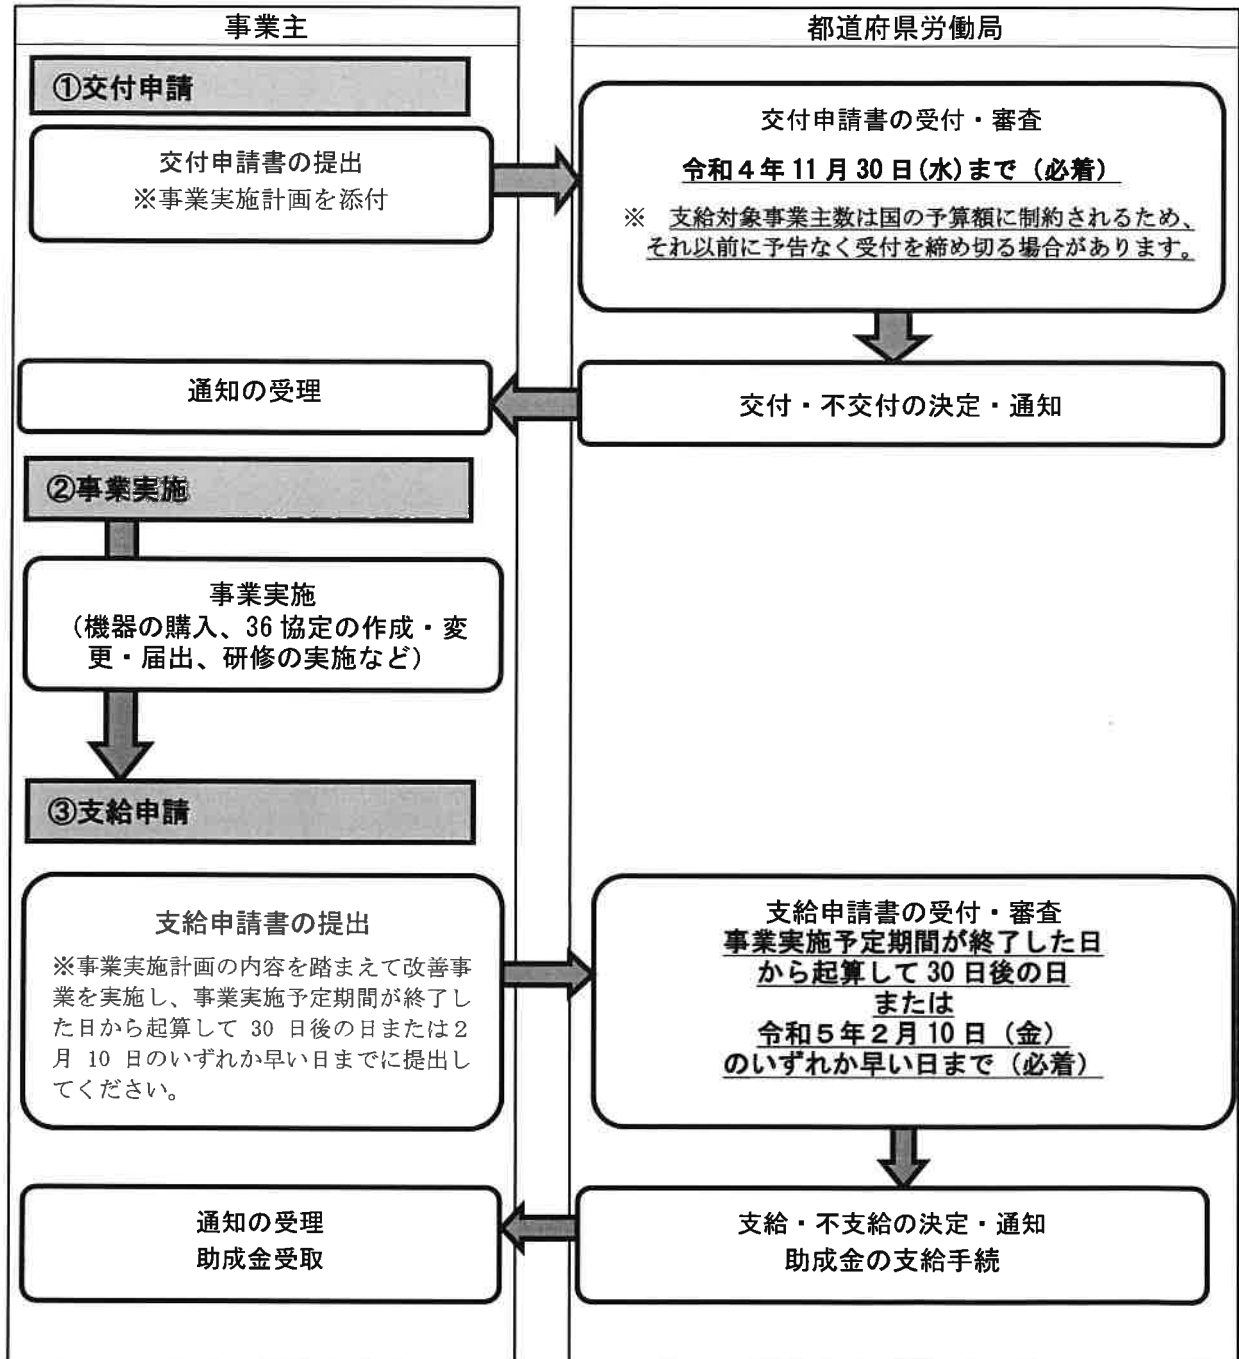 事業主
都道府県労働局
①交付申請
交付申請書の提出
※事業実施計画を添付
交付申請書の受付・審査
令和４年 11 月 30 日(水)まで（必着）
※　支給対象事業主数は国の予算額に制約されるため、
それ以前に予告なく受付を締め切る場合があります。
交付・不交付の決定・通知
通知の受理
②事業実施
事業実施
（機器の購入、36 協定の作成・変
更・届出、研修の実施など）
③支給申請
支給申請書の提出
※事業実施計画の内容を踏まえて改善事
業を実施し、事業実施予定期間が終了し
た日から起算して 30 日後の日または２
月 10 日のいずれか早い日までに提出し
てください。
支給申請書の受付・審査
事業実施予定期間が終了した日
から起算して 30 日後の日
または
令和５年２月 10 日（金）
のいずれか早い日まで（必着）
支給・不支給の決定・通知
助成金の支給手続
通知の受理
助成金受取